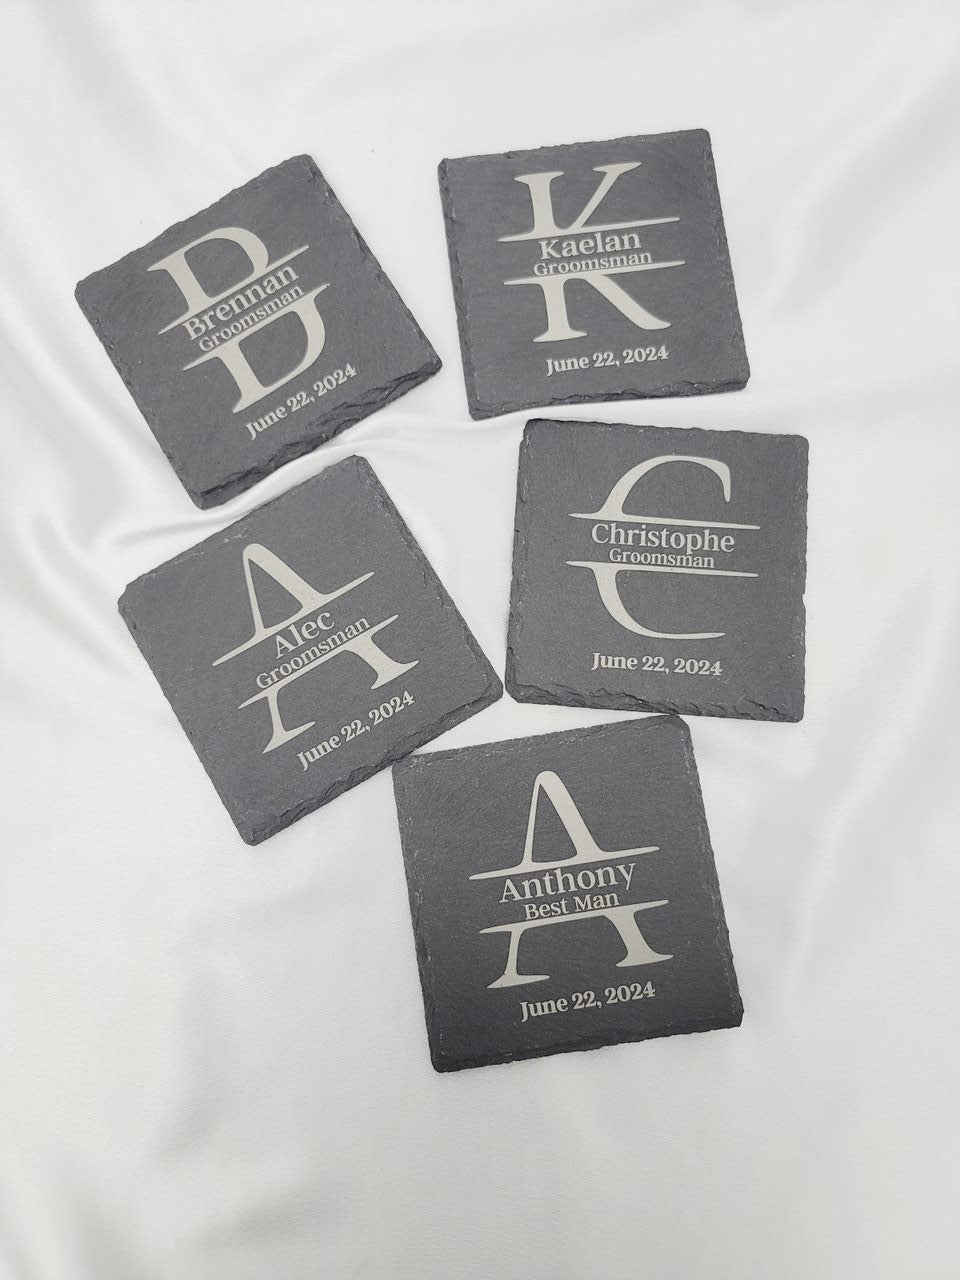 B
Brennan
Groomsman
June 22, 2024
K
Kaelan
Groomsman
June 22, 2024
A
Alec
Groomsman
June 22, 2024
C
Christophe
Groomsman
June 22, 2024
A
Anthony
Best Man
June 22, 2024